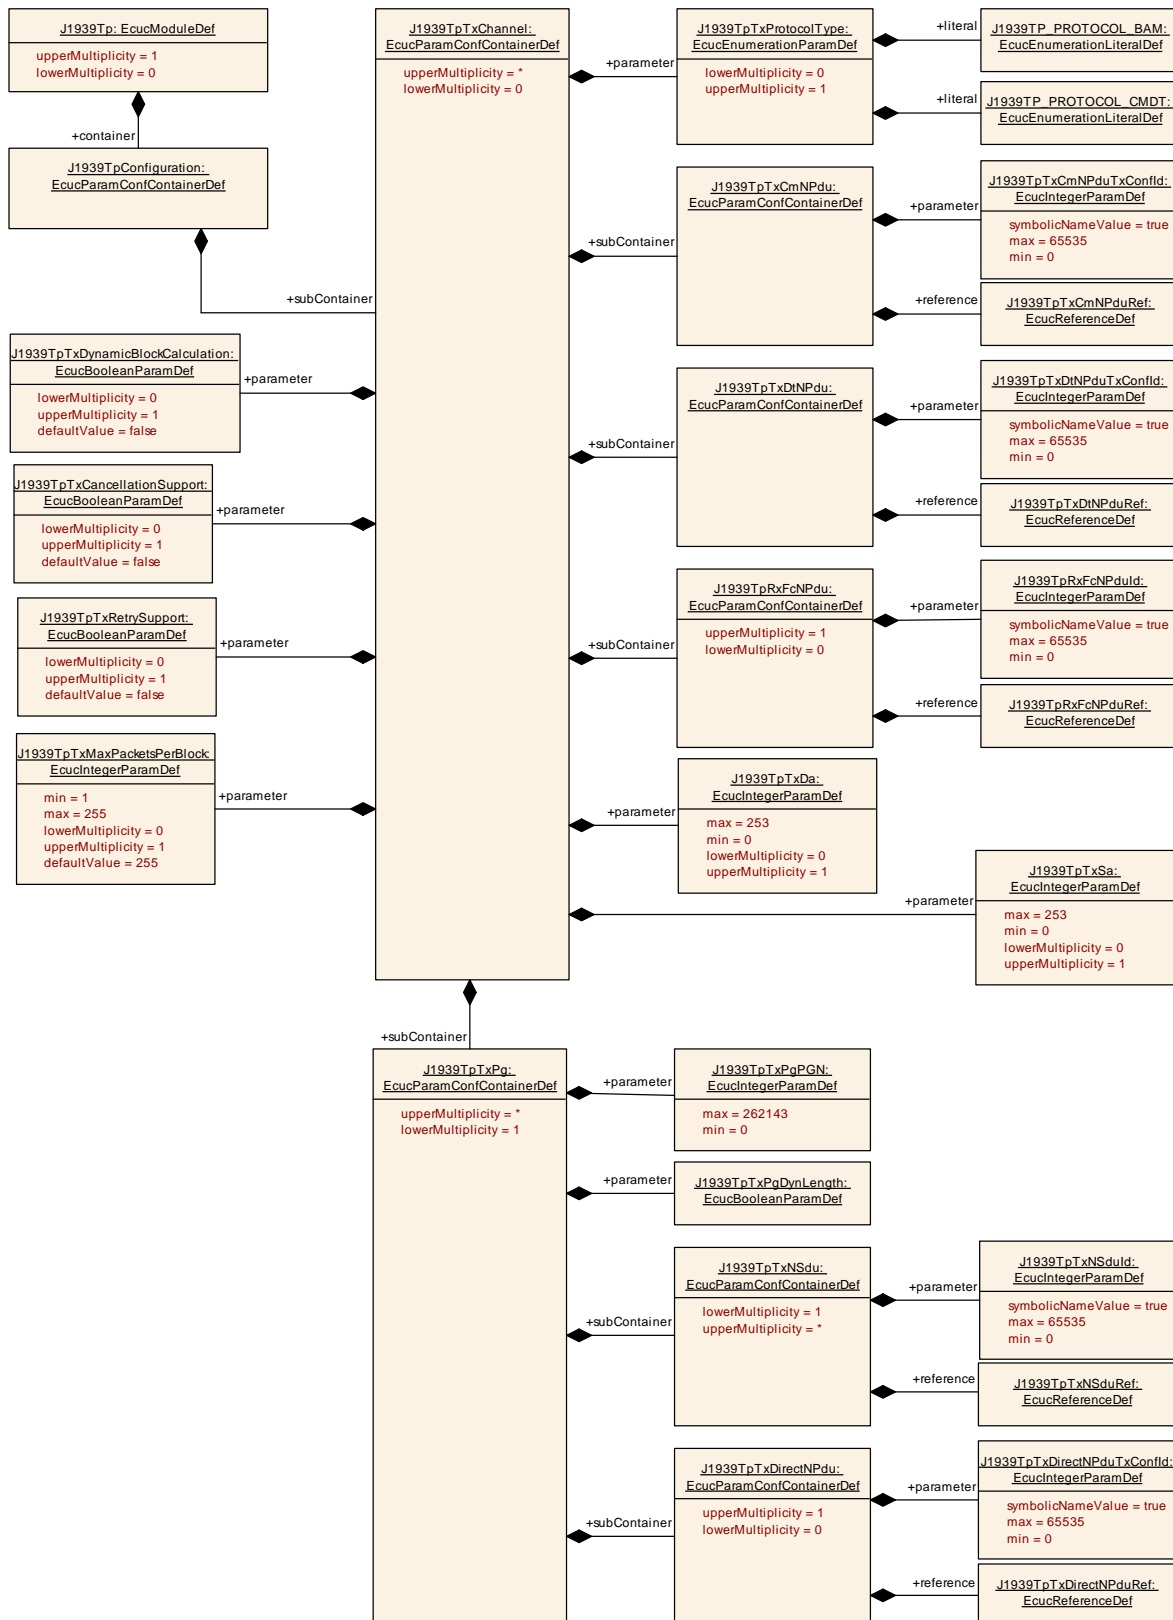 J1939Tp: EcucModuleDef
upperMultiplicity = 1
lowerMultiplicity = 0
+container
J1939TpConfiguration:
EcucParamConfContainerDef
+subContainer
J1939TpTxChannel:
EcucParamConfContainerDef
upperMultiplicity = *
lowerMultiplicity = 0
+parameter
J1939TpTxProtocolType:
EcucEnumerationParamDef
lowerMultiplicity = 0
upperMultiplicity = 1
+literal
J1939TP_PROTOCOL_BAM:
EcucEnumerationLiteralDef
+literal
J1939TP_PROTOCOL_CMDT:
EcucEnumerationLiteralDef
+subContainer
J1939TpTxCmNPdu:
EcucParamConfContainerDef
+parameter
J1939TpTxCmNPduTxConfId:
EcucIntegerParamDef
symbolicNameValue = true
max = 65535
min = 0
+reference
J1939TpTxCmNPduRef:
EcucReferenceDef
J1939TpTxDynamicBlockCalculation:
EcucBooleanParamDef
lowerMultiplicity = 0
upperMultiplicity = 1
defaultValue = false
+parameter
+subContainer
J1939TpTxDtNPdu:
EcucParamConfContainerDef
+parameter
J1939TpTxDtNPduTxConfId:
EcucIntegerParamDef
symbolicNameValue = true
max = 65535
min = 0
+reference
J1939TpTxDtNPduRef:
EcucReferenceDef
J1939TpTxCancellationSupport:
EcucBooleanParamDef
lowerMultiplicity = 0
upperMultiplicity = 1
defaultValue = false
+parameter
J1939TpTxRetrySupport:
EcucBooleanParamDef
lowerMultiplicity = 0
upperMultiplicity = 1
defaultValue = false
+parameter
+subContainer
J1939TpRxFcNPdu:
EcucParamConfContainerDef
upperMultiplicity = 1
lowerMultiplicity = 0
+parameter
J1939TpRxFcNPduId:
EcucIntegerParamDef
symbolicNameValue = true
max = 65535
min = 0
+reference
J1939TpRxFcNPduRef:
EcucReferenceDef
J1939TpTxMaxPacketsPerBlock:
EcucIntegerParamDef
min = 1
max = 255
lowerMultiplicity = 0
upperMultiplicity = 1
defaultValue = 255
+parameter
+parameter
J1939TpTxDa:
EcucIntegerParamDef
max = 253
min = 0
lowerMultiplicity = 0
upperMultiplicity = 1
+parameter
J1939TpTxSa:
EcucIntegerParamDef
max = 253
min = 0
lowerMultiplicity = 0
upperMultiplicity = 1
+subContainer
J1939TpTxPg:
EcucParamConfContainerDef
upperMultiplicity = *
lowerMultiplicity = 1
+parameter
J1939TpTxPgPGN:
EcucIntegerParamDef
max = 262143
min = 0
+parameter
J1939TpTxPgDynLength:
EcucBooleanParamDef
+subContainer
J1939TpTxNSdu:
EcucParamConfContainerDef
lowerMultiplicity = 1
upperMultiplicity = *
+parameter
J1939TpTxNSduId:
EcucIntegerParamDef
symbolicNameValue = true
max = 65535
min = 0
+reference
J1939TpTxNSduRef:
EcucReferenceDef
+subContainer
J1939TpTxDirectNPdu:
EcucParamConfContainerDef
upperMultiplicity = 1
lowerMultiplicity = 0
+parameter
J1939TpTxDirectNPduTxConfId:
EcucIntegerParamDef
symbolicNameValue = true
max = 65535
min = 0
+reference
J1939TpTxDirectNPduRef:
EcucReferenceDef